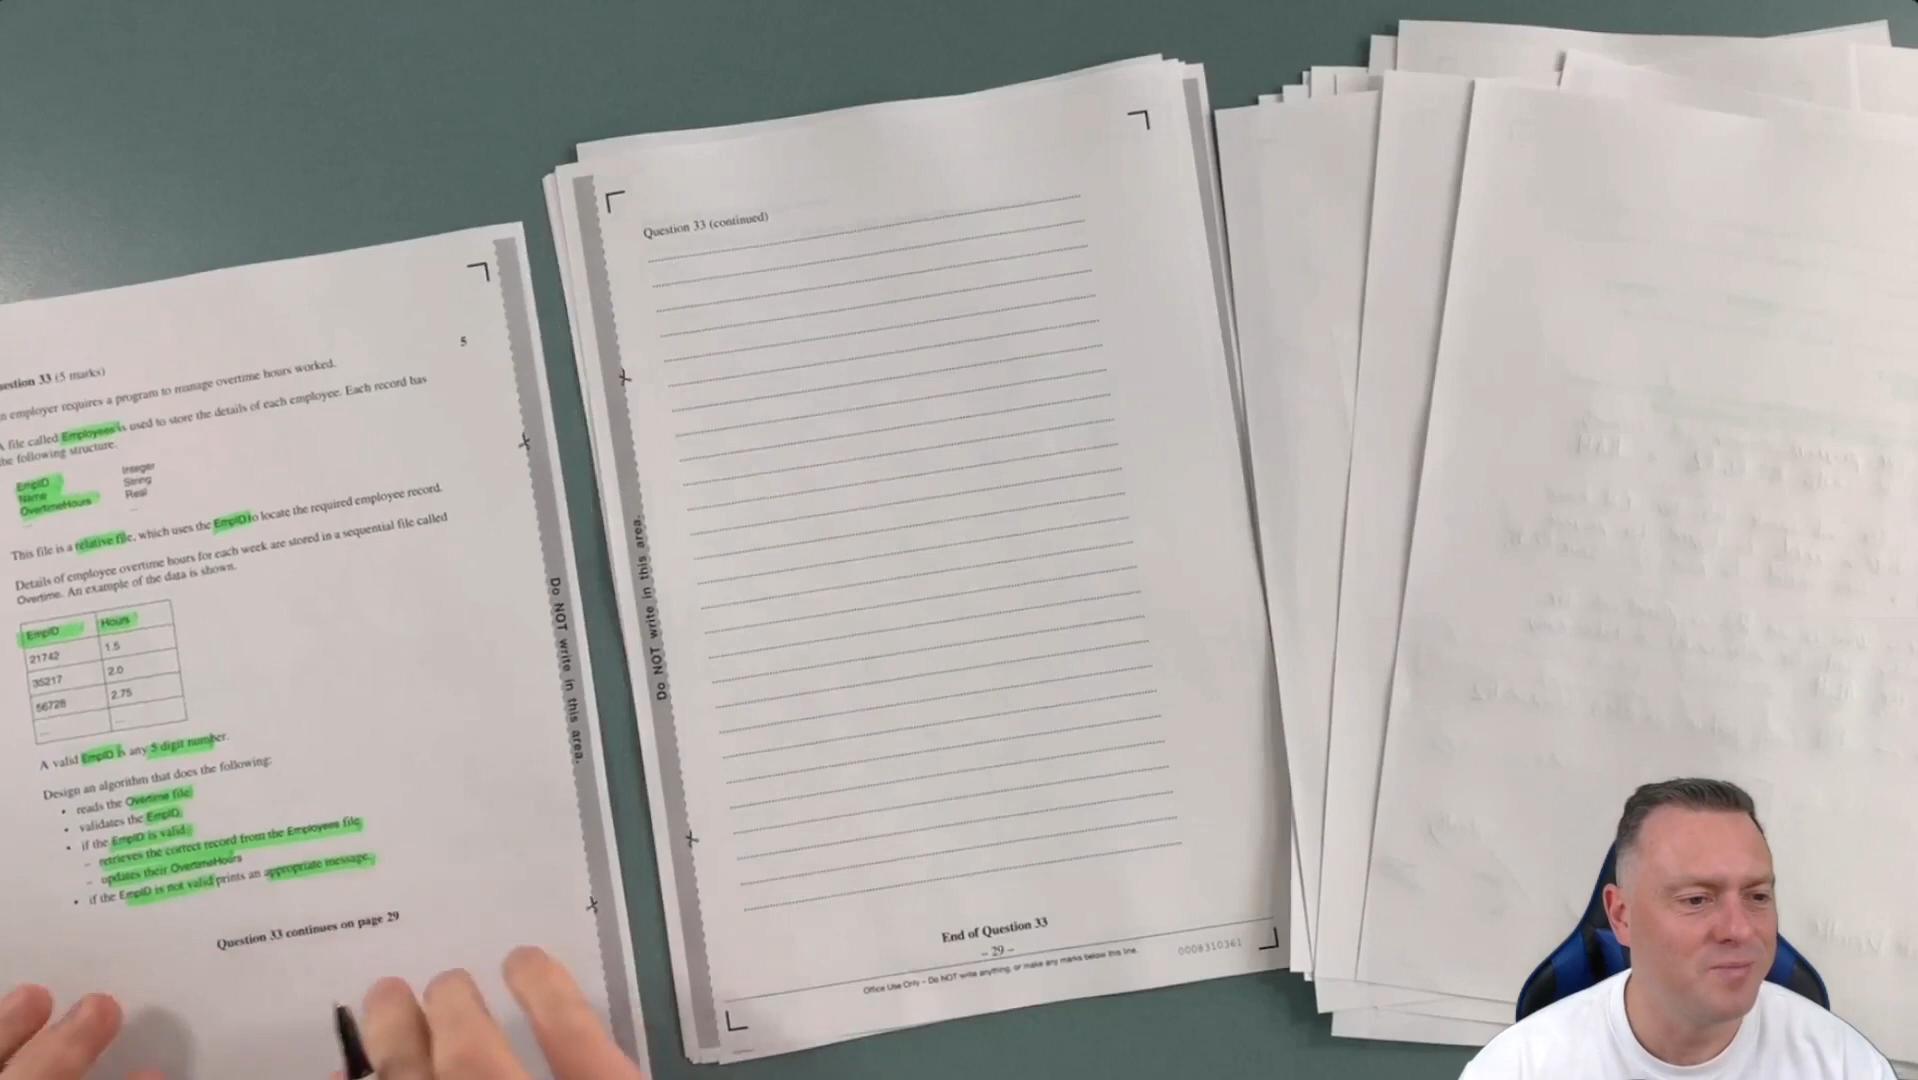 5
estion 33 (5 marks)
n employer requires a program to manage overtime hours worked.
A file called Employees is used to store the details of each employee. Each record has
he following structure.
EmpID Integer
Name String
OvertimeHours Real
... ...
This file is a relative file, which uses the EmpID to locate the required employee record.
Details of employee overtime hours for each week are stored in a sequential file called
Overtime. An example of the data is shown.
EmpID Hours
21742 1.5
35217 2.0
56728 2.75
... ...
A valid EmpID is any 5 digit number.
Design an algorithm that does the following:
• reads the Overtime file
• validates the EmpID
• if the EmpID is valid
– retrieves the correct record from the Employees file
– updates their OvertimeHours
• if the EmpID is not valid prints an appropriate message.
Question 33 continues on page 29
Do NOT write in this area.
Question 33 (continued)
Do NOT write in this area.
End of Question 33
– 29 –
Office Use Only – Do NOT write anything, or make any marks below this line.
0008310361